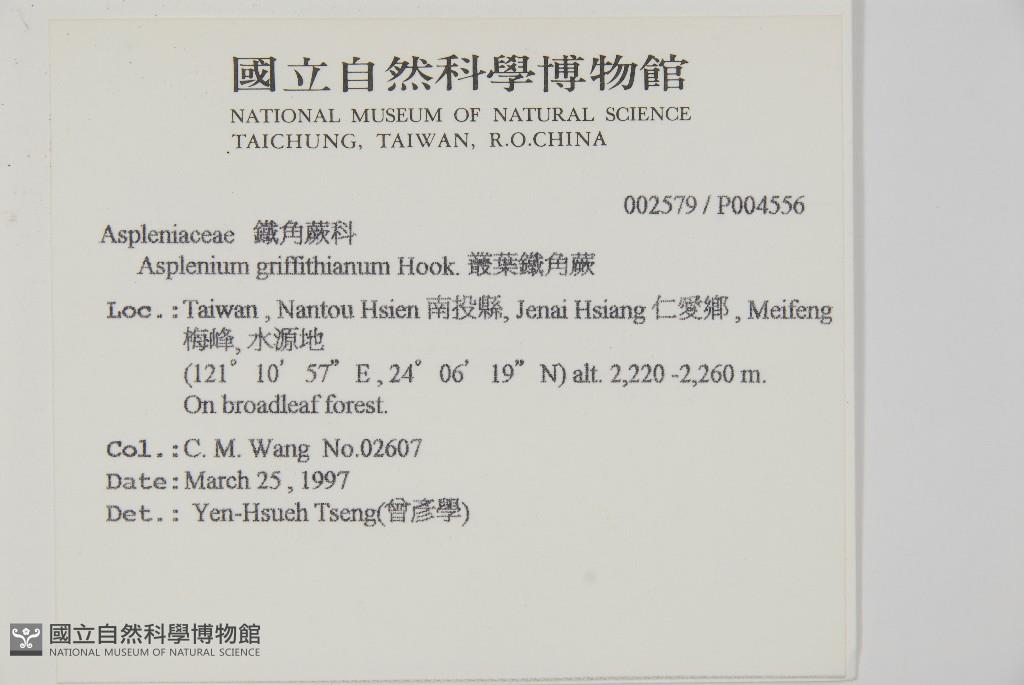 國立自然科學博物館
NATIONAL MUSEUM OF NATURAL SCIENCE
TAICHUNG, TAIWAN, R.O.CHINA
002579 / P004556
Aspleniaceae 鐵角蕨科
Asplenium griffithianum Hook. 叢葉鐵角蕨
Loc.: Taiwan , Nantou Hsien 南投縣, Jenai Hsiang 仁愛鄉 , Meifeng
梅峰, 水源地
(121° 10′ 57” E , 24° 06′ 19” N) alt. 2,220 -2,260 m.
On broadleaf forest.
Col.: C. M. Wang No.02607
Date: March 25 , 1997
Det.: Yen-Hsueh Tseng(曾彥學)
國立自然科學博物館
NATIONAL MUSEUM OF NATURAL SCIENCE